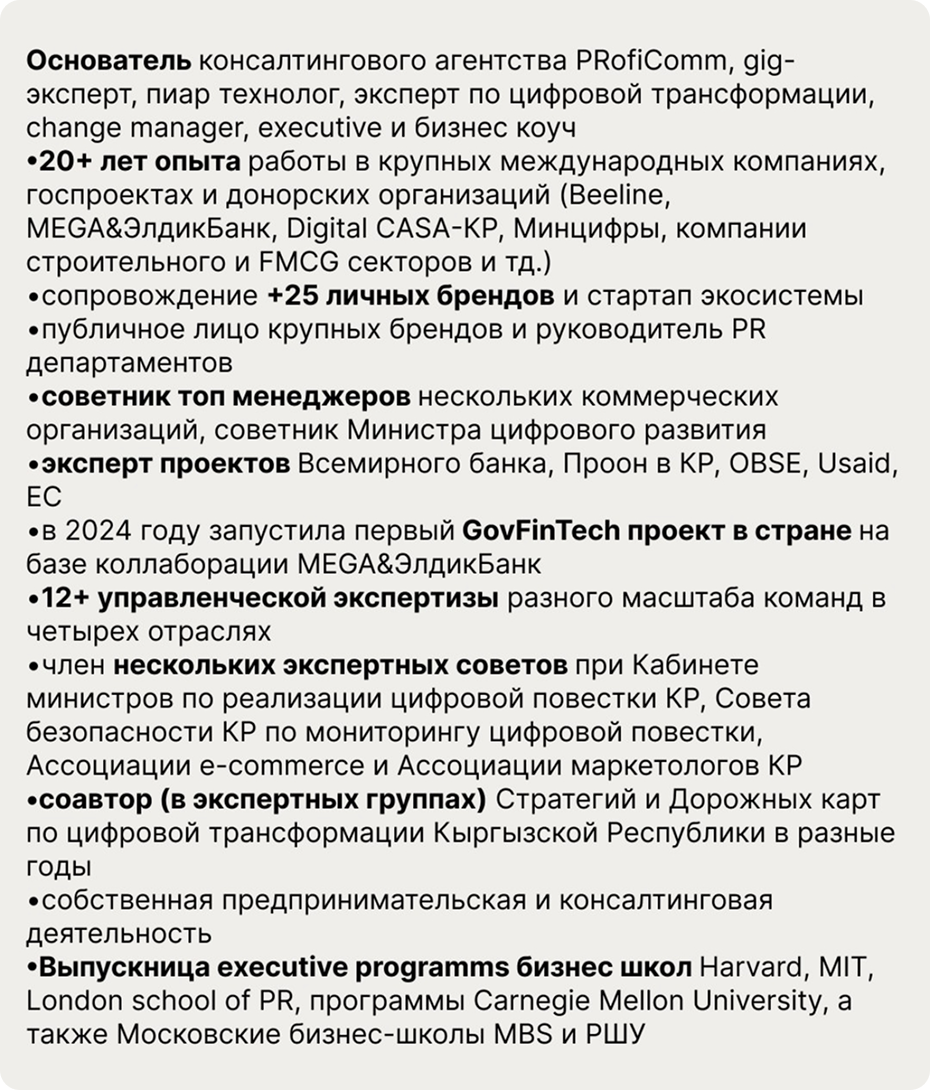 Основатель консалтингового агентства PRofiComm, gig-
эксперт, пиар технолог, эксперт по цифровой трансформации,
change manager, executive и бизнес коуч
•20+ лет опыта работы в крупных международных компаниях,
госпроектах и донорских организаций (Beeline,
MEGA&ЭлдикБанк, Digital CASA-КР, Минцифры, компании
строительного и FMCG секторов и тд.)
•сопровождение +25 личных брендов и стартап экосистемы
•публичное лицо крупных брендов и руководитель PR
департаментов
•советник топ менеджеров нескольких коммерческих
организаций, советник Министра цифрового развития
•эксперт проектов Всемирного банка, Проон в КР, OBSE, Usaid,
ЕС
•в 2024 году запустила первый GovFinTech проект в стране на
базе коллаборации MEGA&ЭлдикБанк
•12+ управленческой экспертизы разного масштаба команд в
четырех отраслях
•член нескольких экспертных советов при Кабинете
министров по реализации цифровой повестки КР, Совета
безопасности КР по мониторингу цифровой повестки,
Ассоциации e-commerce и Ассоциации маркетологов КР
•соавтор (в экспертных группах) Стратегий и Дорожных карт
по цифровой трансформации Кыргызской Республики в разные
годы
•собственная предпринимательская и консалтинговая
деятельность
•Выпускница executive programms бизнес школ Harvard, MIT,
London school of PR, программы Carnegie Mellon University, а
также Московские бизнес-школы MBS и РШУ